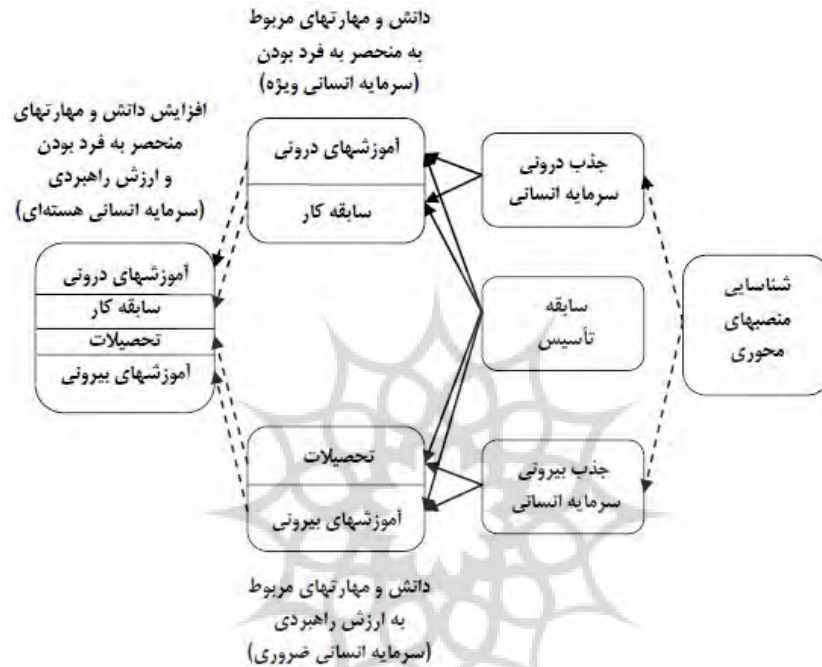 دانش و مهارتهای مربوط
به منحصر به فرد بودن
(سرمایه انسانی ویژه)
افزایش دانش و مهارتهای
منحصر به فرد بودن
و ارزش راهبردی
(سرمایه انسانی هسته‌ای)
آموزشهای درونی
سابقه کار
جذب درونی
سرمایه انسانی
شناسایی
منصبهای
محوری
سابقه
تأسیس
آموزشهای درونی
سابقه کار
تحصیلات
آموزشهای بیرونی
جذب بیرونی
سرمایه انسانی
تحصیلات
آموزشهای بیرونی
دانش و مهارتهای مربوط
به ارزش راهبردی
(سرمایه انسانی ضروری)